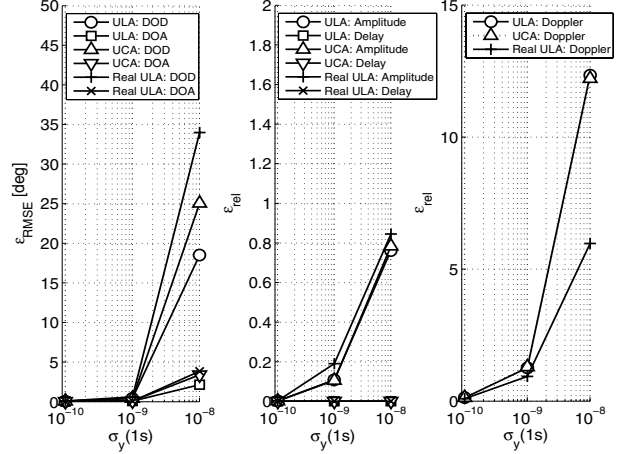 ULA: DOD
ULA: DOA
UCA: DOD
UCA: DOA
Real ULA: DOD
Real ULA: DOA
50
45
40
35
30
25
20
15
10
5
0
ε_RMSE [deg]
10^−10
10^−9
10^−8
σ_y(1s)
ULA: Amplitude
ULA: Delay
UCA: Amplitude
UCA: Delay
Real ULA: Amplitude
Real ULA: Delay
2
1.8
1.6
1.4
1.2
1
0.8
0.6
0.4
0.2
0
ε_rel
10^−10
10^−9
10^−8
σ_y(1s)
ULA: Doppler
UCA: Doppler
Real ULA: Doppler
15
10
5
0
ε_rel
10^−10
10^−9
10^−8
σ_y(1s)